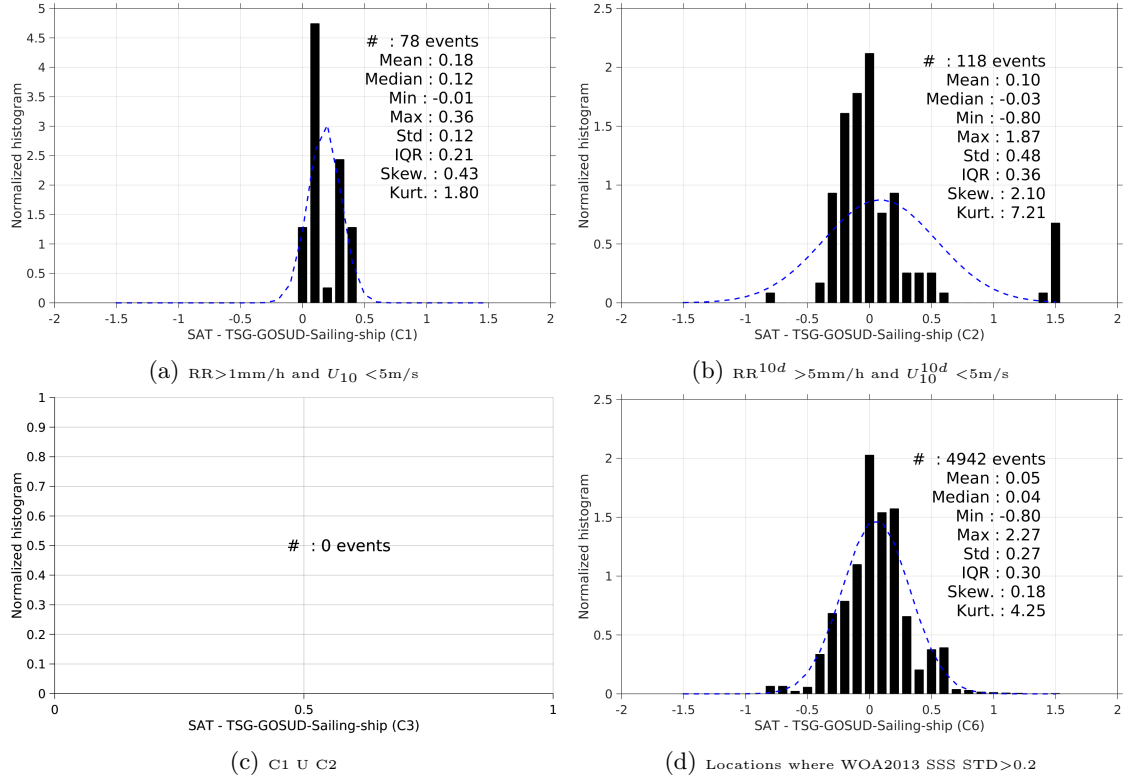 5
4.5
4
3.5
3
2.5
2
1.5
1
0.5
0
Normalized histogram
# : 78 events
Mean : 0.18
Median : 0.12
Min : -0.01
Max : 0.36
Std : 0.12
IQR : 0.21
Skew. : 0.43
Kurt. : 1.80
-2 -1.5 -1 -0.5 0 0.5 1 1.5 2
SAT - TSG-GOSUD-Sailing-ship (C1)
(a) RR>1mm/h and U10 <5m/s
2.5
2
1.5
1
0.5
0
Normalized histogram
# : 118 events
Mean : 0.10
Median : -0.03
Min : -0.80
Max : 1.87
Std : 0.48
IQR : 0.36
Skew. : 2.10
Kurt. : 7.21
-2 -1.5 -1 -0.5 0 0.5 1 1.5 2
SAT - TSG-GOSUD-Sailing-ship (C2)
(b) RR^10d >5mm/h and U10^10d <5m/s
1
0.9
0.8
0.7
0.6
0.5
0.4
0.3
0.2
0.1
0
Normalized histogram
# : 0 events
0 0.5 1
SAT - TSG-GOSUD-Sailing-ship (C3)
(c) C1 U C2
2.5
2
1.5
1
0.5
0
Normalized histogram
# : 4942 events
Mean : 0.05
Median : 0.04
Min : -0.80
Max : 2.27
Std : 0.27
IQR : 0.30
Skew. : 0.18
Kurt. : 4.25
-2 -1.5 -1 -0.5 0 0.5 1 1.5 2
SAT - TSG-GOSUD-Sailing-ship (C6)
(d) Locations where WOA2013 SSS STD>0.2